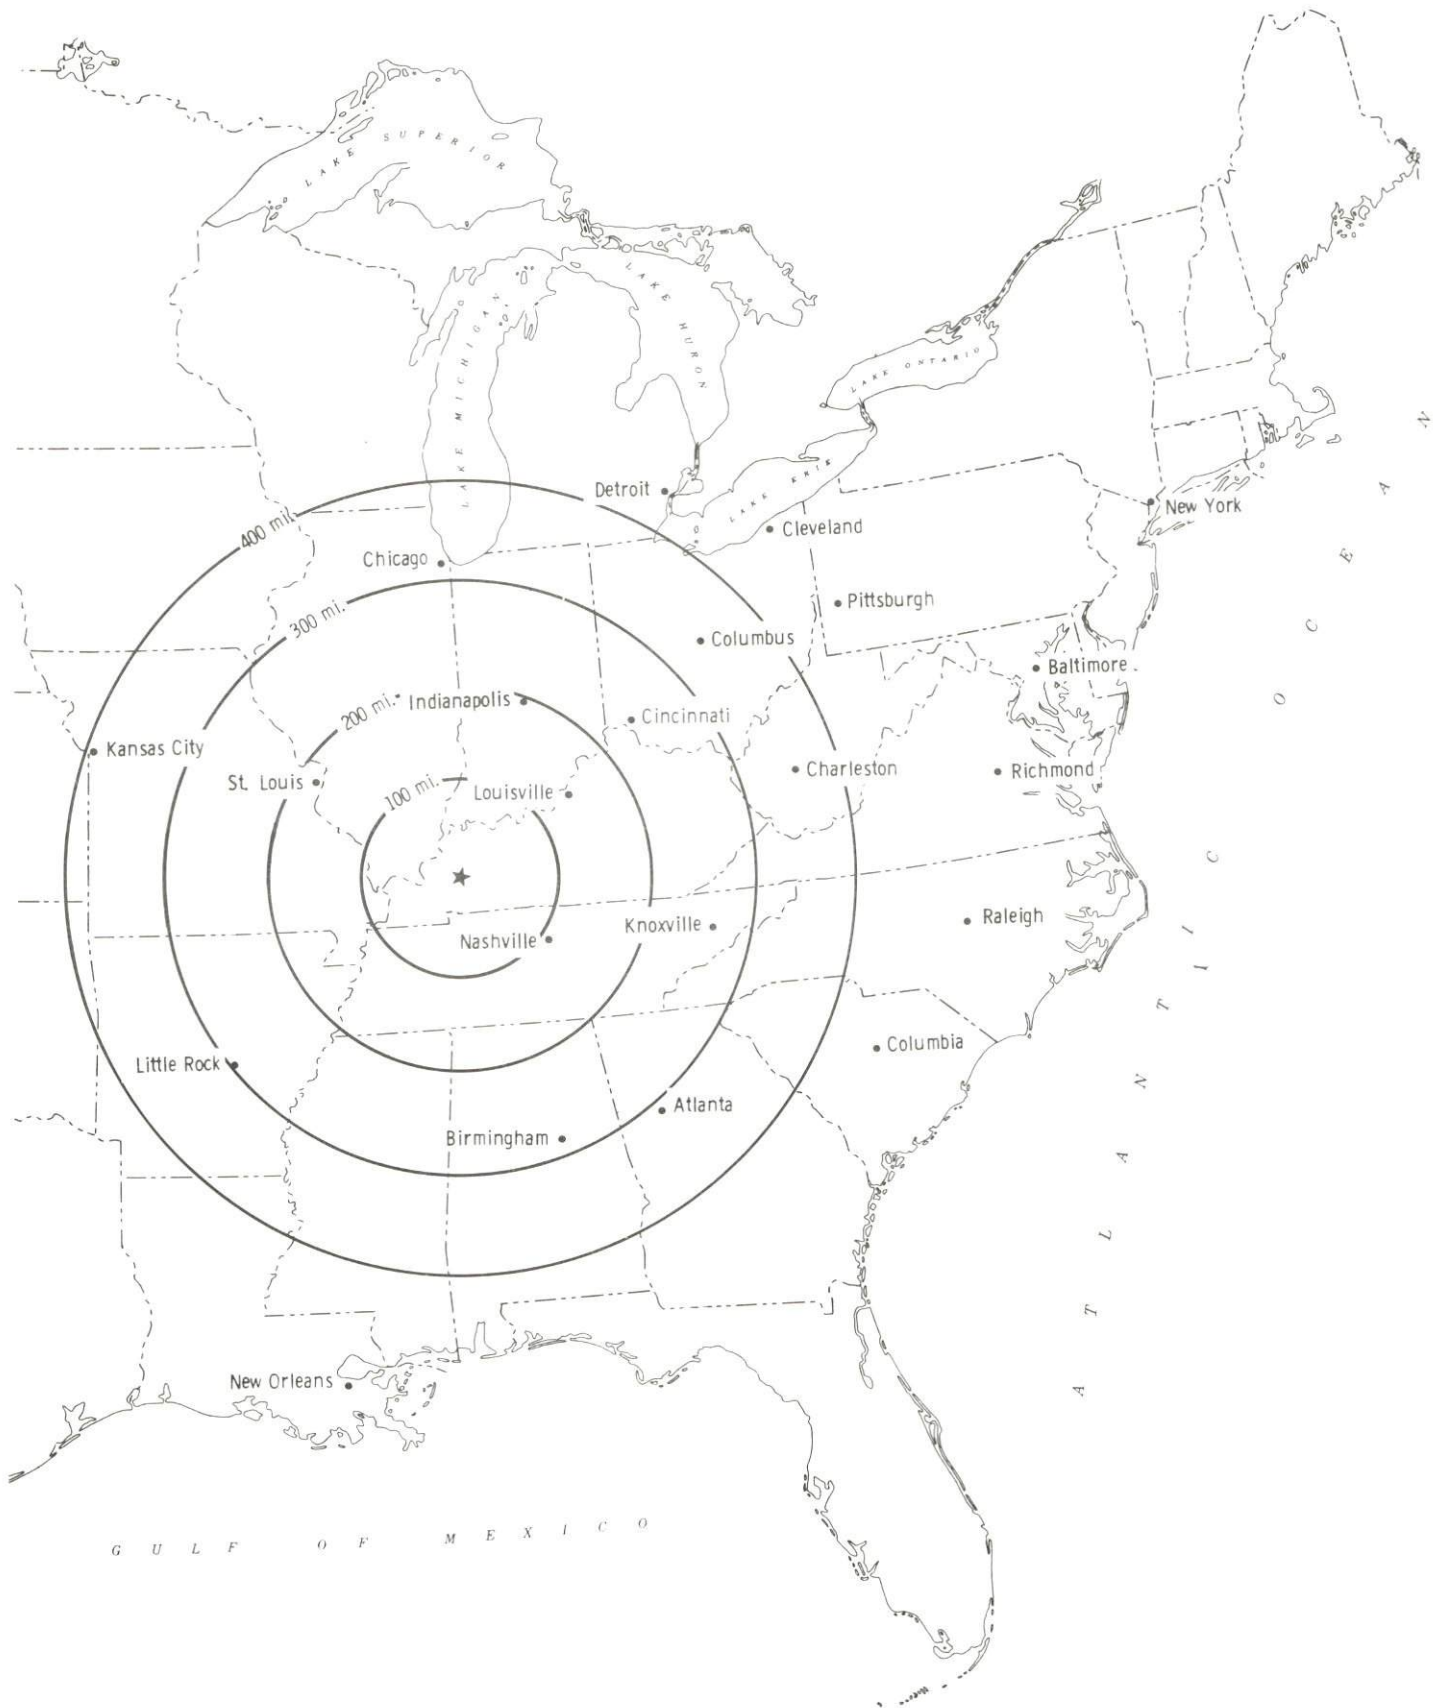 LAKE SUPERIOR
LAKE MICHIGAN
LAKE HURON
LAKE ONTARIO
LAKE ERIE
Detroit
Cleveland
New York
400 mi.
Chicago
Pittsburgh
300 mi.
Columbus
Baltimore
200 mi.
Indianapolis
Cincinnati
Kansas City
St. Louis
100 mi.
Louisville
Charleston
Richmond
Nashville
Knoxville
Raleigh
Little Rock
Columbia
Atlanta
Birmingham
New Orleans
ATLANTIC OCEAN
GULF OF MEXICO